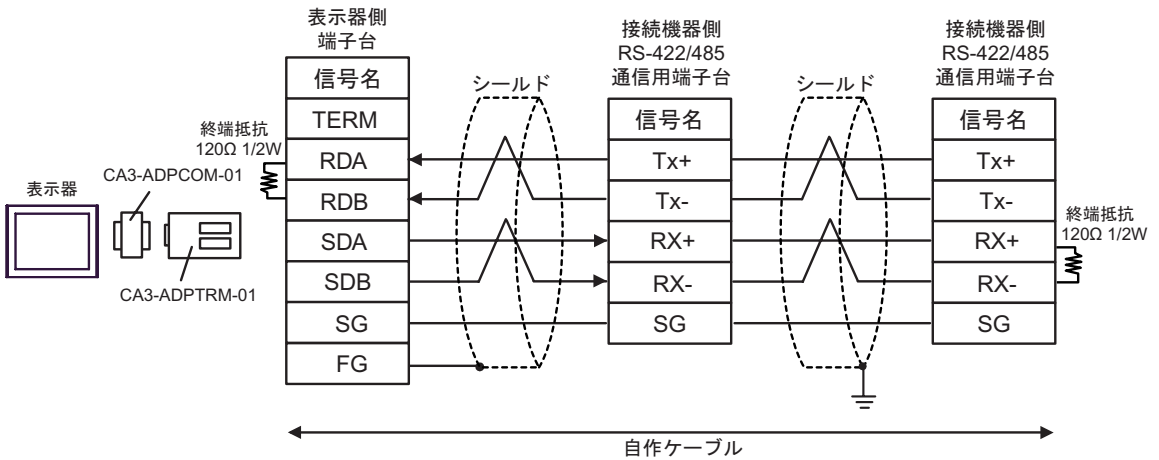 表示器側
端子台
信号名
TERM
RDA
RDB
SDA
SDB
SG
FG
終端抵抗
120Ω 1/2W
CA3-ADPCOM-01
表示器
CA3-ADPTRM-01
シールド
接続機器側
RS-422/485
通信用端子台
信号名
Tx+
Tx-
RX+
RX-
SG
シールド
接続機器側
RS-422/485
通信用端子台
信号名
Tx+
Tx-
RX+
RX-
SG
終端抵抗
120Ω 1/2W
自作ケーブル